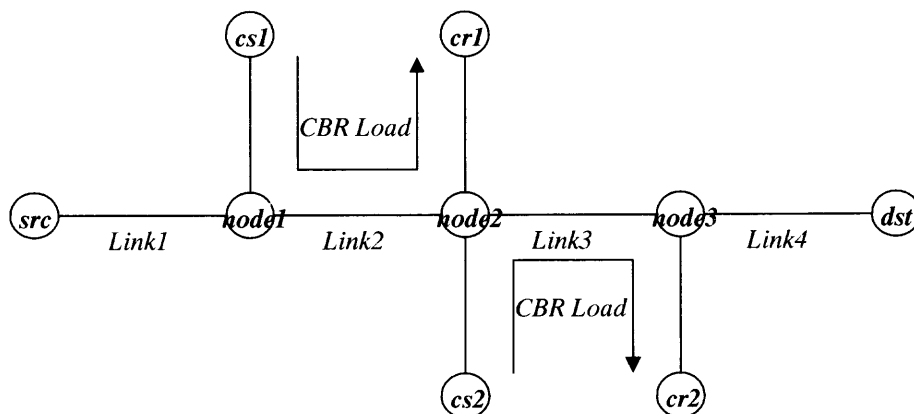 cs1
cr1
CBR Load
src
node1
node2
node3
dst
Link1
Link2
Link3
Link4
CBR Load
cs2
cr2